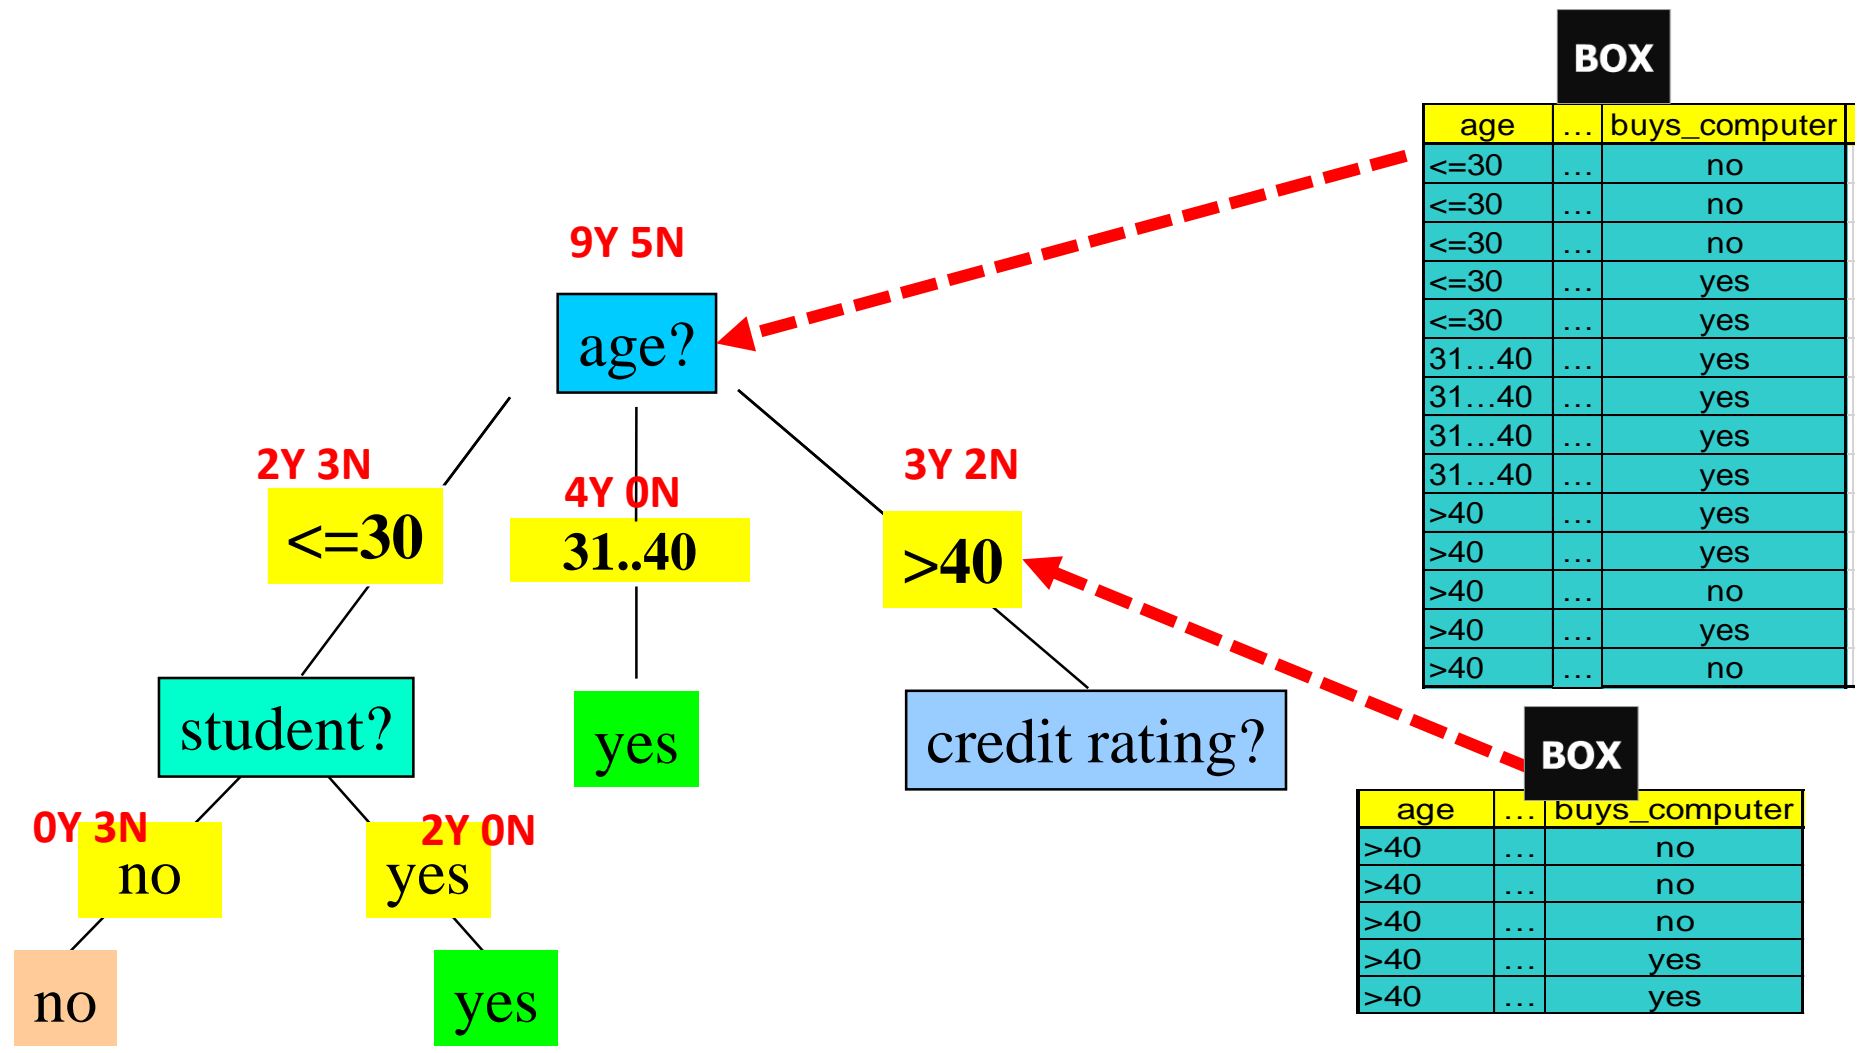 BOX
age … buys_computer
<=30 … no
<=30 … no
<=30 … no
<=30 … yes
<=30 … yes
31…40 … yes
31…40 … yes
31…40 … yes
31…40 … yes
>40 … yes
>40 … yes
>40 … no
>40 … yes
>40 … no
9Y 5N
age?
2Y 3N
4Y 0N
3Y 2N
<=30
31..40
>40
student?
yes
credit rating?
0Y 3N
2Y 0N
no
yes
no
yes
BOX
age … buys_computer
>40 … no
>40 … no
>40 … no
>40 … yes
>40 … yes